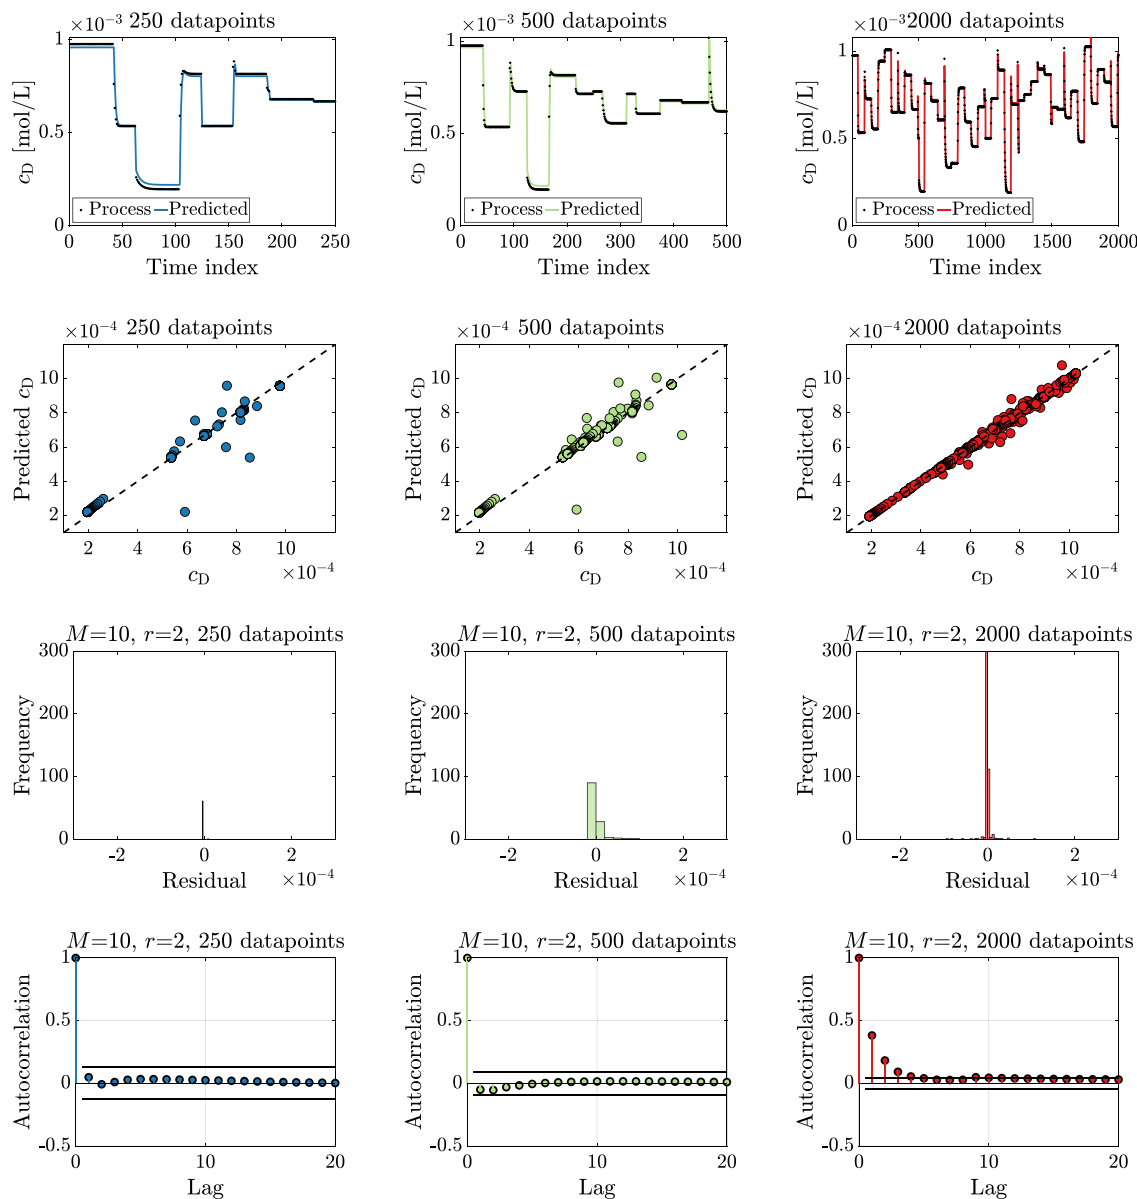 ×10⁻³ 250 datapoints
1
0.5
0
c_D [mol/L]
Process Predicted
0 50 100 150 200 250
Time index
×10⁻³ 500 datapoints
1
0.5
0
c_D [mol/L]
Process Predicted
0 100 200 300 400 500
Time index
×10⁻³ 2000 datapoints
1
0.5
0
c_D [mol/L]
Process Predicted
0 500 1000 1500 2000
Time index
×10⁻⁴ 250 datapoints
10
8
6
4
2
Predicted c_D
2 4 6 8 10
×10⁻⁴
c_D
×10⁻⁴ 500 datapoints
10
8
6
4
2
Predicted c_D
2 4 6 8 10
×10⁻⁴
c_D
×10⁻⁴ 2000 datapoints
10
8
6
4
2
Predicted c_D
2 4 6 8 10
×10⁻⁴
c_D
M=10, r=2, 250 datapoints
300
200
100
0
Frequency
-2 0 2
×10⁻⁴
Residual
M=10, r=2, 500 datapoints
300
200
100
0
Frequency
-2 0 2
×10⁻⁴
Residual
M=10, r=2, 2000 datapoints
300
200
100
0
Frequency
-2 0 2
×10⁻⁴
Residual
M=10, r=2, 250 datapoints
1
0.5
0
-0.5
Autocorrelation
0 10 20
Lag
M=10, r=2, 500 datapoints
1
0.5
0
-0.5
Autocorrelation
0 10 20
Lag
M=10, r=2, 2000 datapoints
1
0.5
0
-0.5
Autocorrelation
0 10 20
Lag